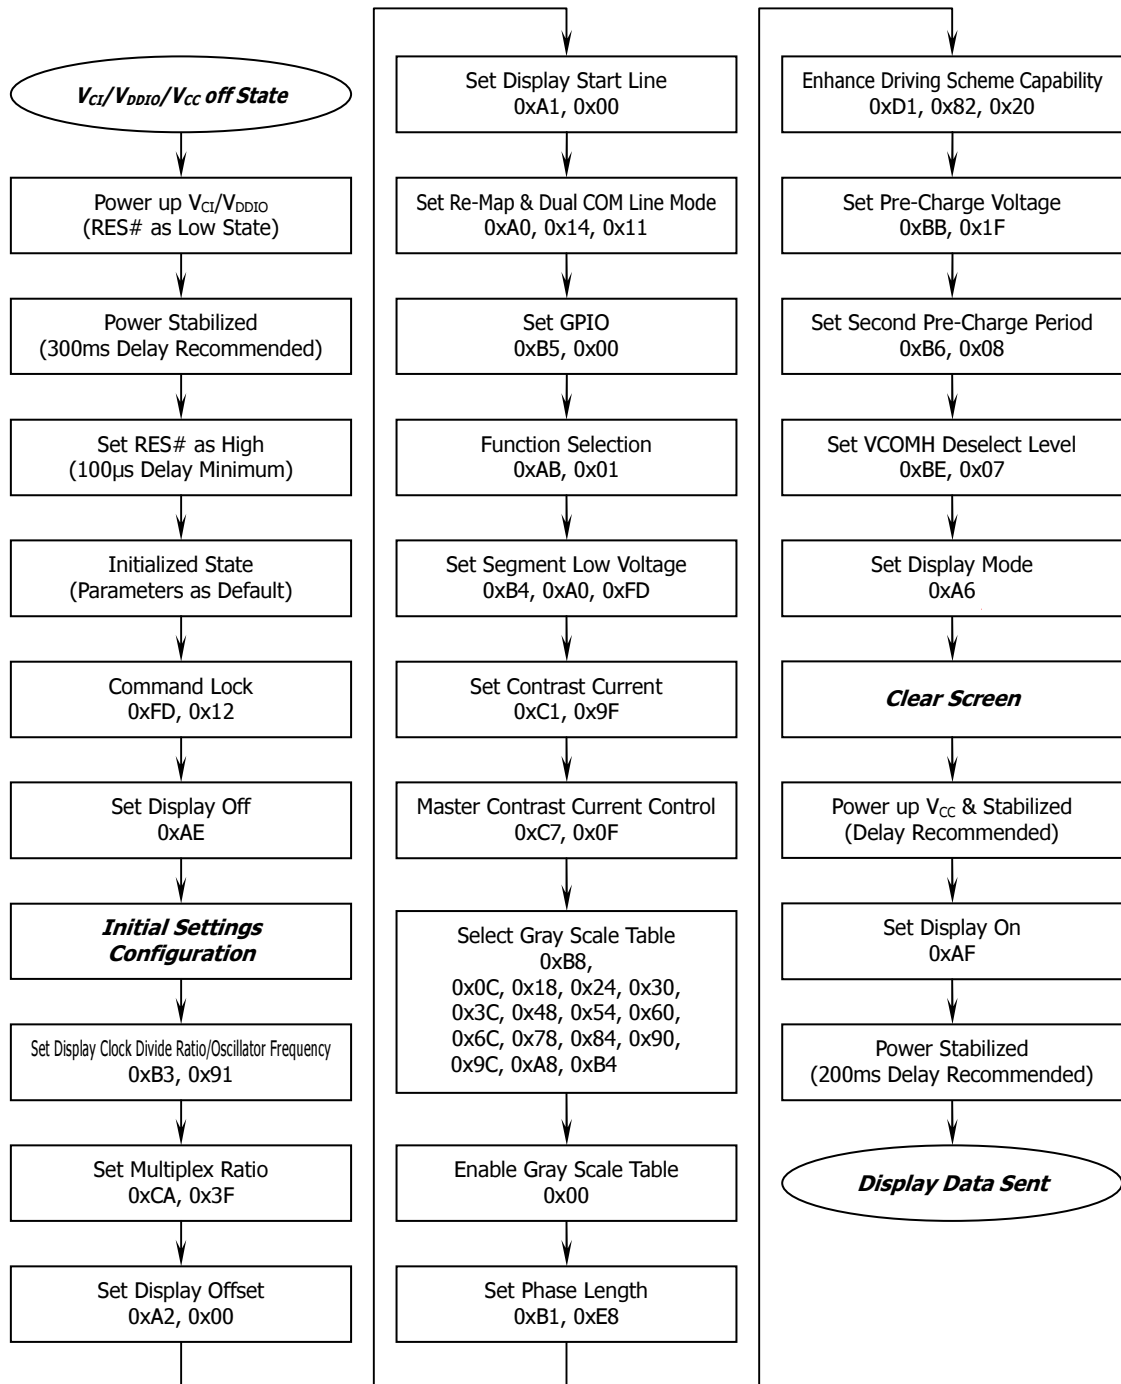 V_CI/V_DDIO/V_CC off State
Power up V_CI/V_DDIO
(RES# as Low State)
Power Stabilized
(300ms Delay Recommended)
Set RES# as High
(100μs Delay Minimum)
Initialized State
(Parameters as Default)
Command Lock
0xFD, 0x12
Set Display Off
0xAE
Initial Settings
Configuration
Set Display Clock Divide Ratio/Oscillator Frequency
0xB3, 0x91
Set Multiplex Ratio
0xCA, 0x3F
Set Display Offset
0xA2, 0x00
Set Display Start Line
0xA1, 0x00
Set Re-Map & Dual COM Line Mode
0xA0, 0x14, 0x11
Set GPIO
0xB5, 0x00
Function Selection
0xAB, 0x01
Set Segment Low Voltage
0xB4, 0xA0, 0xFD
Set Contrast Current
0xC1, 0x9F
Master Contrast Current Control
0xC7, 0x0F
Select Gray Scale Table
0xB8,
0x0C, 0x18, 0x24, 0x30,
0x3C, 0x48, 0x54, 0x60,
0x6C, 0x78, 0x84, 0x90,
0x9C, 0xA8, 0xB4
Enable Gray Scale Table
0x00
Set Phase Length
0xB1, 0xE8
Enhance Driving Scheme Capability
0xD1, 0x82, 0x20
Set Pre-Charge Voltage
0xBB, 0x1F
Set Second Pre-Charge Period
0xB6, 0x08
Set VCOMH Deselect Level
0xBE, 0x07
Set Display Mode
0xA6
Clear Screen
Power up V_CC & Stabilized
(Delay Recommended)
Set Display On
0xAF
Power Stabilized
(200ms Delay Recommended)
Display Data Sent